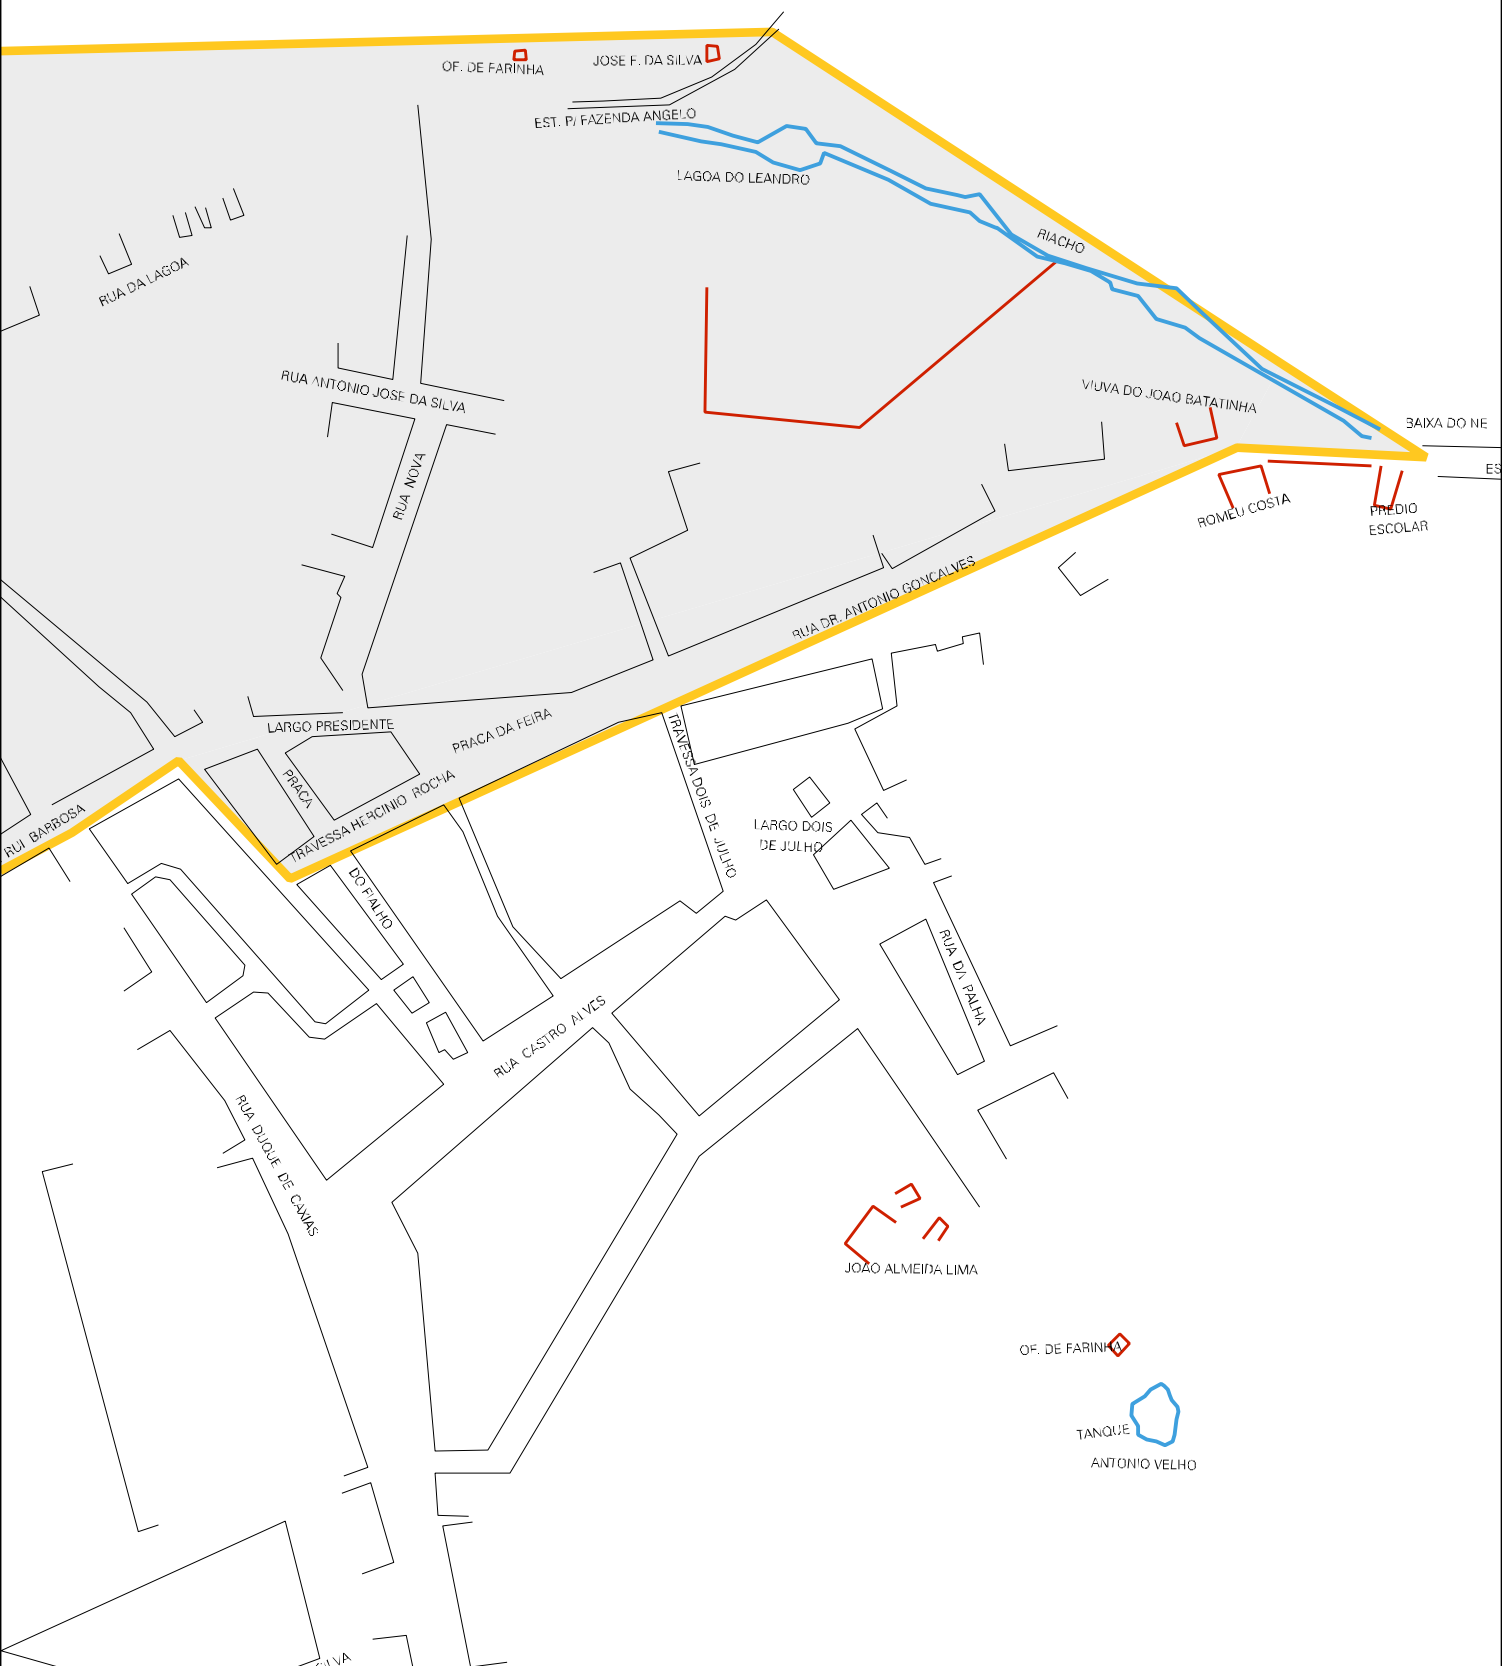 OF. DE FARINHA
JOSE F. DA SILVA
EST. P/ FAZENDA ANGELO
LAGOA DO LEANDRO
RIACHO
RUA DA LAGOA
RUA ANTONIO JOSE DA SILVA
VIUVA DO JOAO BATATINHA
BAIXA DO NE
ES
RUA NOVA
ROMEU COSTA
PREDIO
ESCOLAR
RUA DR. ANTONIO GONCALVES
LARGO PRESIDENTE
PRACA DA FEIRA
PRACA
TRAVESSA HERCINIO ROCHA
TRAVESSA DOIS DE JULHO
RUI BARBOSA
LARGO DOIS
DE JULHO
DO FIALHO
RUA DA PALHA
RUA CASTRO ALVES
RUA DUQUE DE CAXIAS
JOAO ALMEIDA LIMA
OF. DE FARINHA
TANQUE
ANTONIO VELHO
SILVA